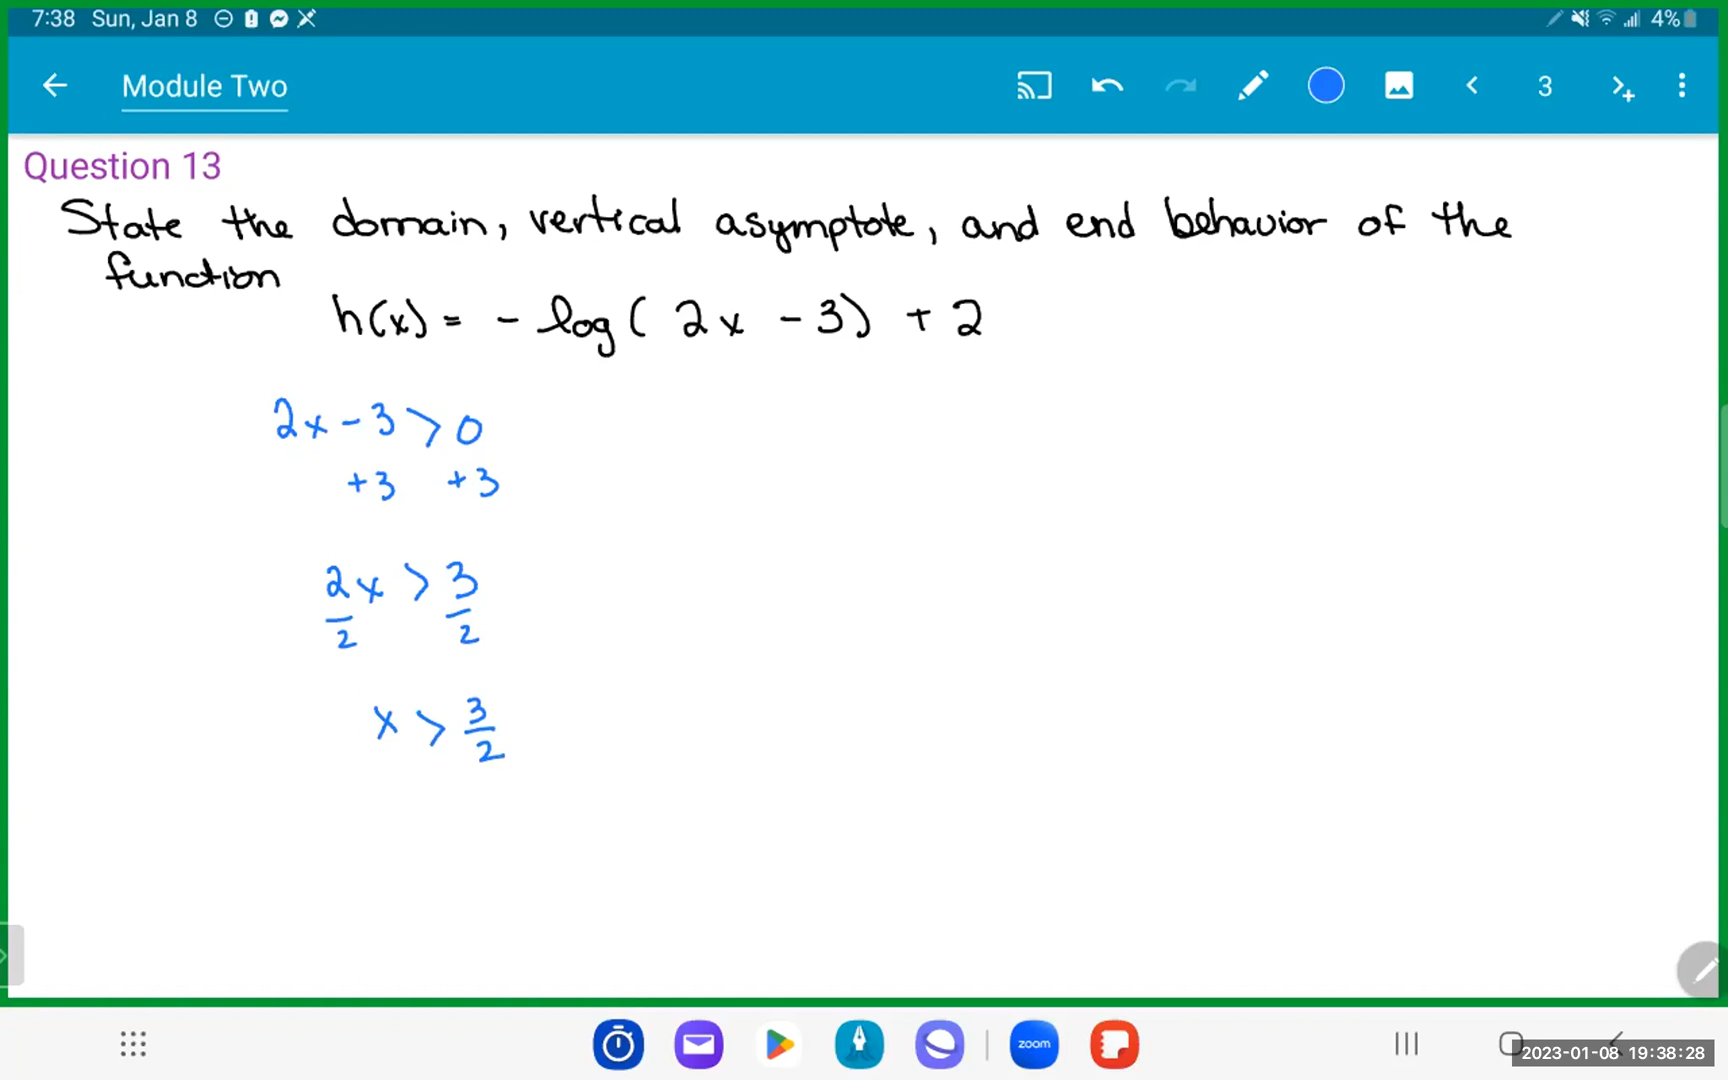 7:38 Sun, Jan 8 4%
Module Two 3
Question 13
State the domain, vertical asymptote, and end behavior of the
function
h(x) = - log( 2x - 3) + 2
2x - 3 > 0
+3 +3
2x > 3
2 2
x > 3/2
zoom
2023-01-08 19:38:28